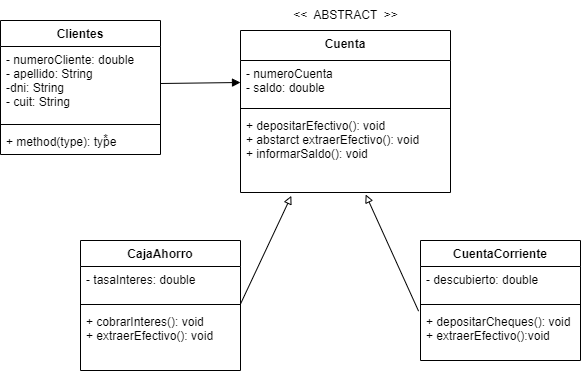 << ABSTRACT >>
Clientes
- numeroCliente: double
- apellido: String
-dni: String
- cuit: String
+ method(type): type
Cuenta
- numeroCuenta
- saldo: double
+ depositarEfectivo(): void
+ abstarct extraerEfectivo(): void
+ informarSaldo(): void
CajaAhorro
- tasaInteres: double
+ cobrarInteres(): void
+ extraerEfectivo(): void
CuentaCorriente
- descubierto: double
+ depositarCheques(): void
+ extraerEfectivo():void